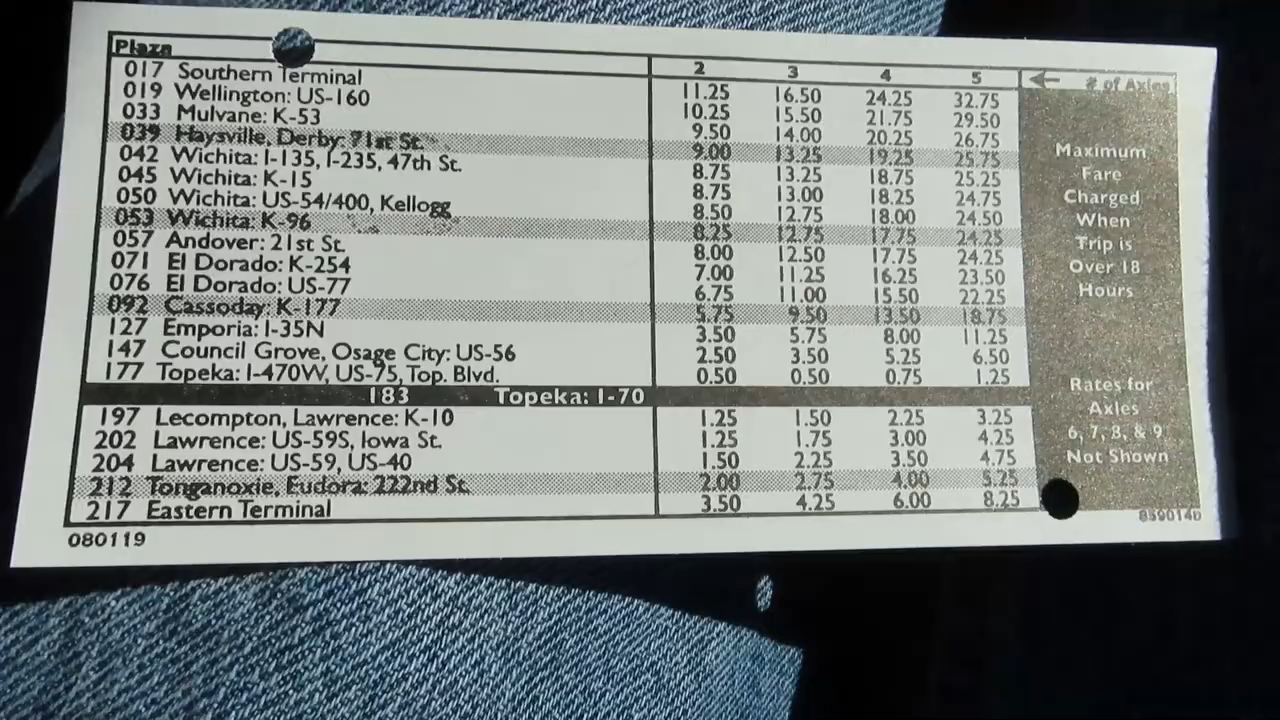 Plaza 2 3 4 5 ← # of Axles
017 Southern Terminal 11.25 16.50 24.25 32.75
019 Wellington: US-160 10.25 15.50 21.75 29.50
033 Mulvane: K-53 9.50 14.00 20.25 26.75
039 Haysville, Derby: 71st St. 9.00 13.25 19.25 25.75
042 Wichita: I-135, I-235, 47th St. 8.75 13.25 18.75 25.25
045 Wichita: K-15 8.75 13.00 18.25 24.75
050 Wichita: US-54/400, Kellogg 8.50 12.75 18.00 24.50
053 Wichita: K-96 8.25 12.75 17.75 24.25
057 Andover: 21st St. 8.00 12.50 17.75 24.25
071 El Dorado: K-254 7.00 11.25 16.25 23.50
076 El Dorado: US-77 6.75 11.00 15.50 22.25
092 Cassoday: K-177 5.75 9.50 13.50 18.75
127 Emporia: I-35N 3.50 5.75 8.00 11.25
147 Council Grove, Osage City: US-56 2.50 3.50 5.25 6.50
177 Topeka: I-470W, US-75, Top. Blvd. 0.50 0.50 0.75 1.25
183 Topeka: I-70
197 Lecompton, Lawrence: K-10 1.25 1.50 2.25 3.25
202 Lawrence: US-59S, Iowa St. 1.25 1.75 3.00 4.25
204 Lawrence: US-59, US-40 1.50 2.25 3.50 4.75
212 Tonganoxie, Eudora: 222nd St. 2.00 2.75 4.00 5.25
217 Eastern Terminal 3.50 4.25 6.00 8.25
Maximum
Fare
Charged
When
Trip is
Over 18
Hours
Rates for
Axles
6, 7, 8, & 9
Not Shown
080119
859014D